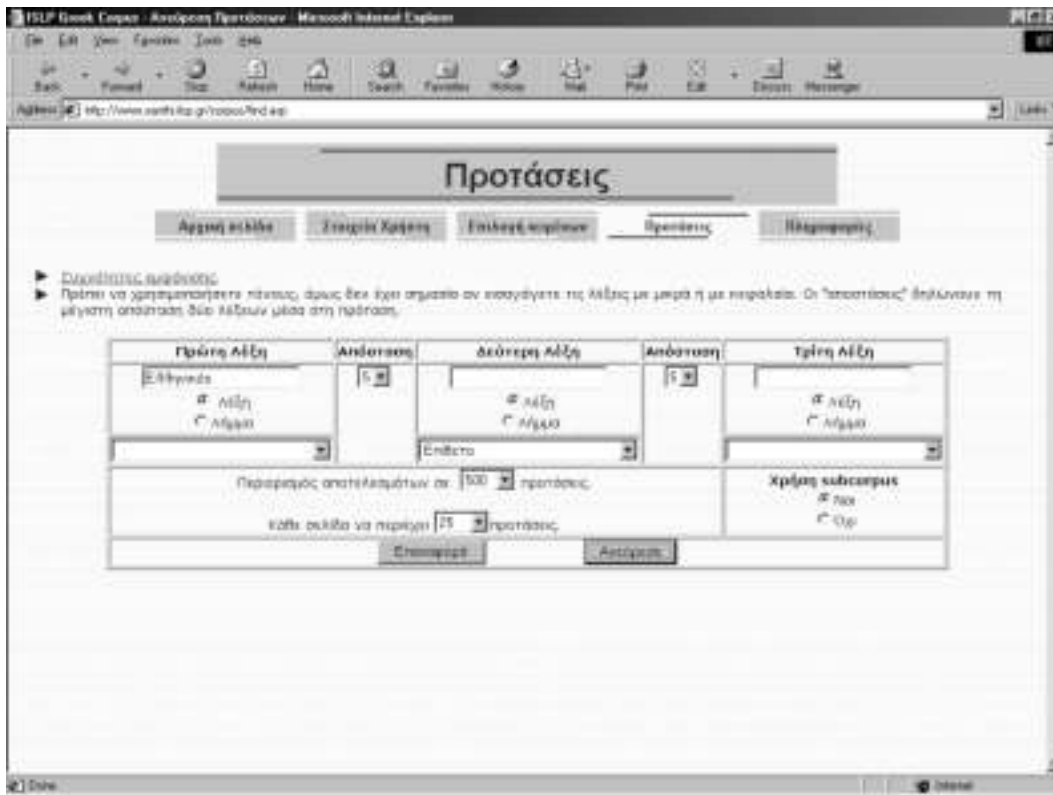 ISLP Greek Corpus - Ανεύρεση Προτάσεων - Microsoft Internet Explorer
File Edit View Favorites Tools Help
Back Forward Stop Refresh Home Search Favorites History Mail Print Edit Discuss Messenger
Address Links
Προτάσεις
Αρχική σελίδα Στοιχεία Χρήσης Επιλογή κειμένων Προτάσεις Πληροφορίες
Συχνότητες εμφάνισης
Πρέπει να χρησιμοποιήσετε τόνους, όμως δεν έχει σημασία αν εισαγάγετε τις λέξεις με μικρά ή με κεφαλαία. Οι "αποστάσεις" δηλώνουν τη
μέγιστη απόσταση δύο λέξεων μέσα στη πρόταση.
Πρώτη Λέξη Απόσταση Δεύτερη Λέξη Απόσταση Τρίτη Λέξη
5 5
Λέξη Λέξη Λέξη
Λήμμα Λήμμα Λήμμα
Επίθετο
Περιορισμός αποτελεσμάτων σε 500 προτάσεις.
Χρήση subcorpus
Ναι
Όχι
Κάθε σελίδα να περιέχει 25 προτάσεις.
Επαναφορά Ανεύρεση
Done Internet